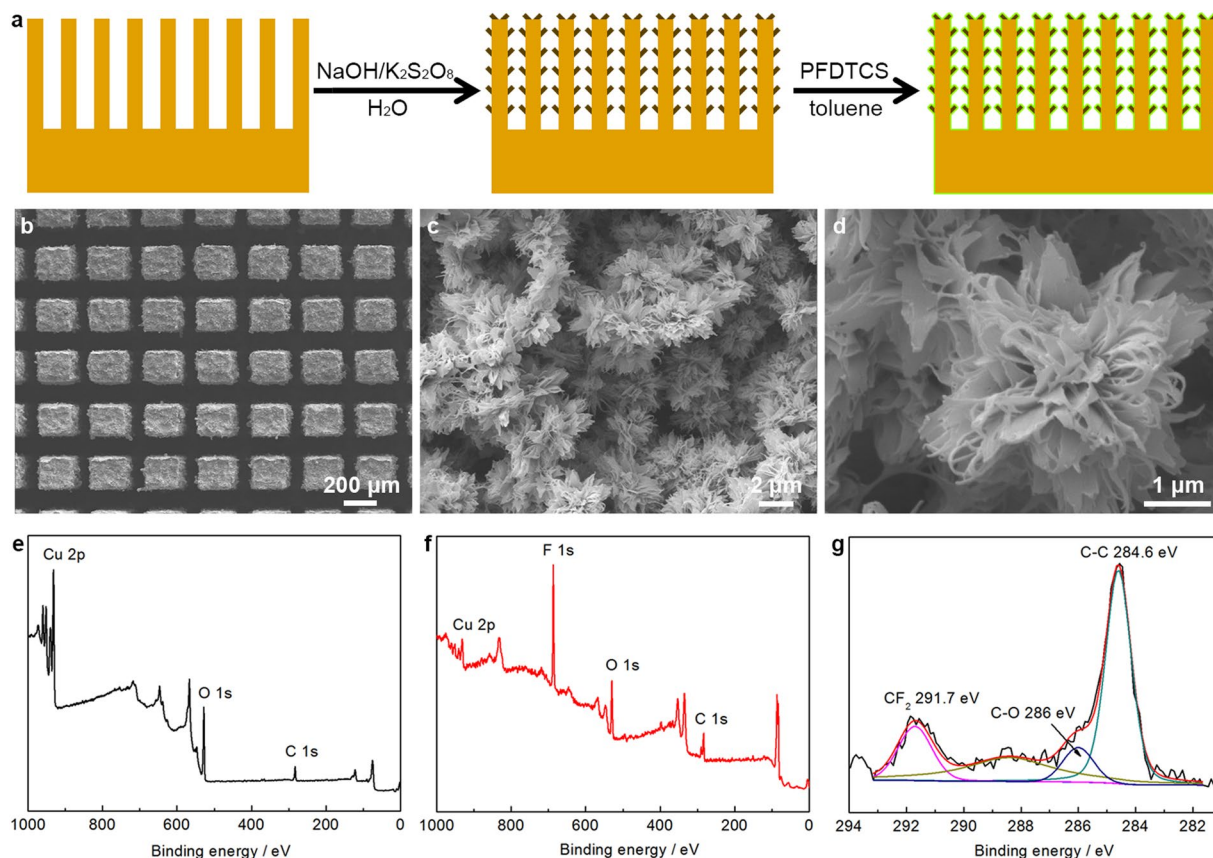 a
NaOH/K₂S₂O₈
H₂O
PFDTCS
toluene
b
200 µm
c
2 µm
d
1 µm
e
Cu 2p
O 1s
C 1s
1000 800 600 400 200 0
Binding energy / eV
f
F 1s
Cu 2p
O 1s
C 1s
1000 800 600 400 200 0
Binding energy / eV
g
C-C 284.6 eV
CF₂ 291.7 eV
C-O 286 eV
294 292 290 288 286 284 282
Binding energy / eV